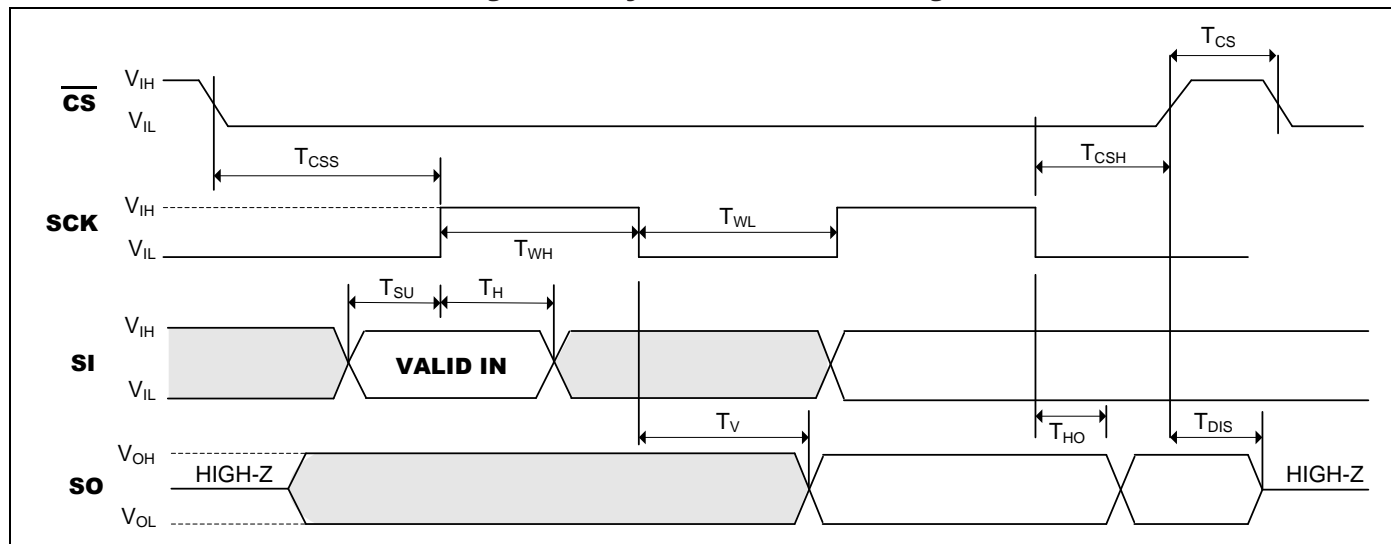 T_CS
V_IH
CS
V_IL
T_CSS
T_CSH
V_IH
SCK
T_WL
V_IL
T_WH
T_SU
T_H
V_IH
SI
VALID IN
V_IL
T_V
T_HO
T_DIS
V_OH
HIGH-Z
HIGH-Z
SO
V_OL